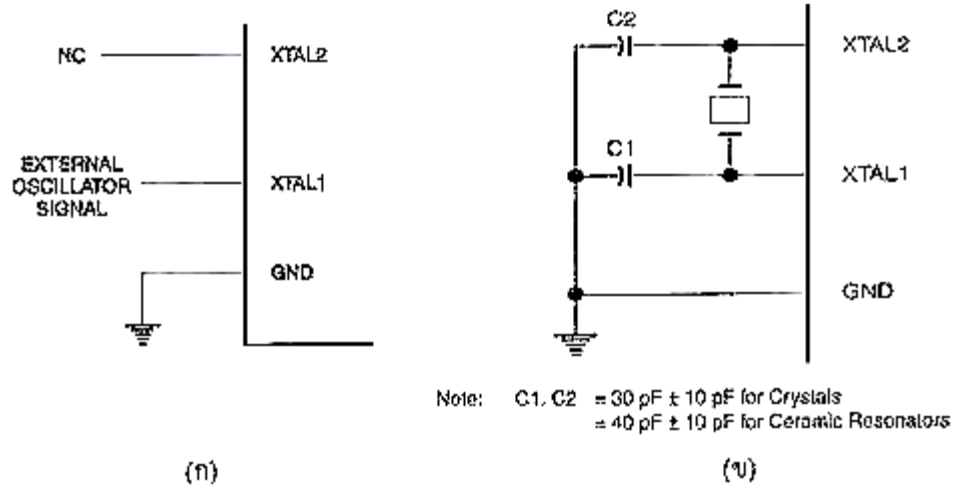 NC
XTAL2
EXTERNAL
OSCILLATOR
SIGNAL
XTAL1
GND
(ก)
C2
XTAL2
C1
XTAL1
GND
Note: C1, C2 = 30 pF ± 10 pF for Crystals
= 40 pF ± 10 pF for Ceramic Resonators
(ข)